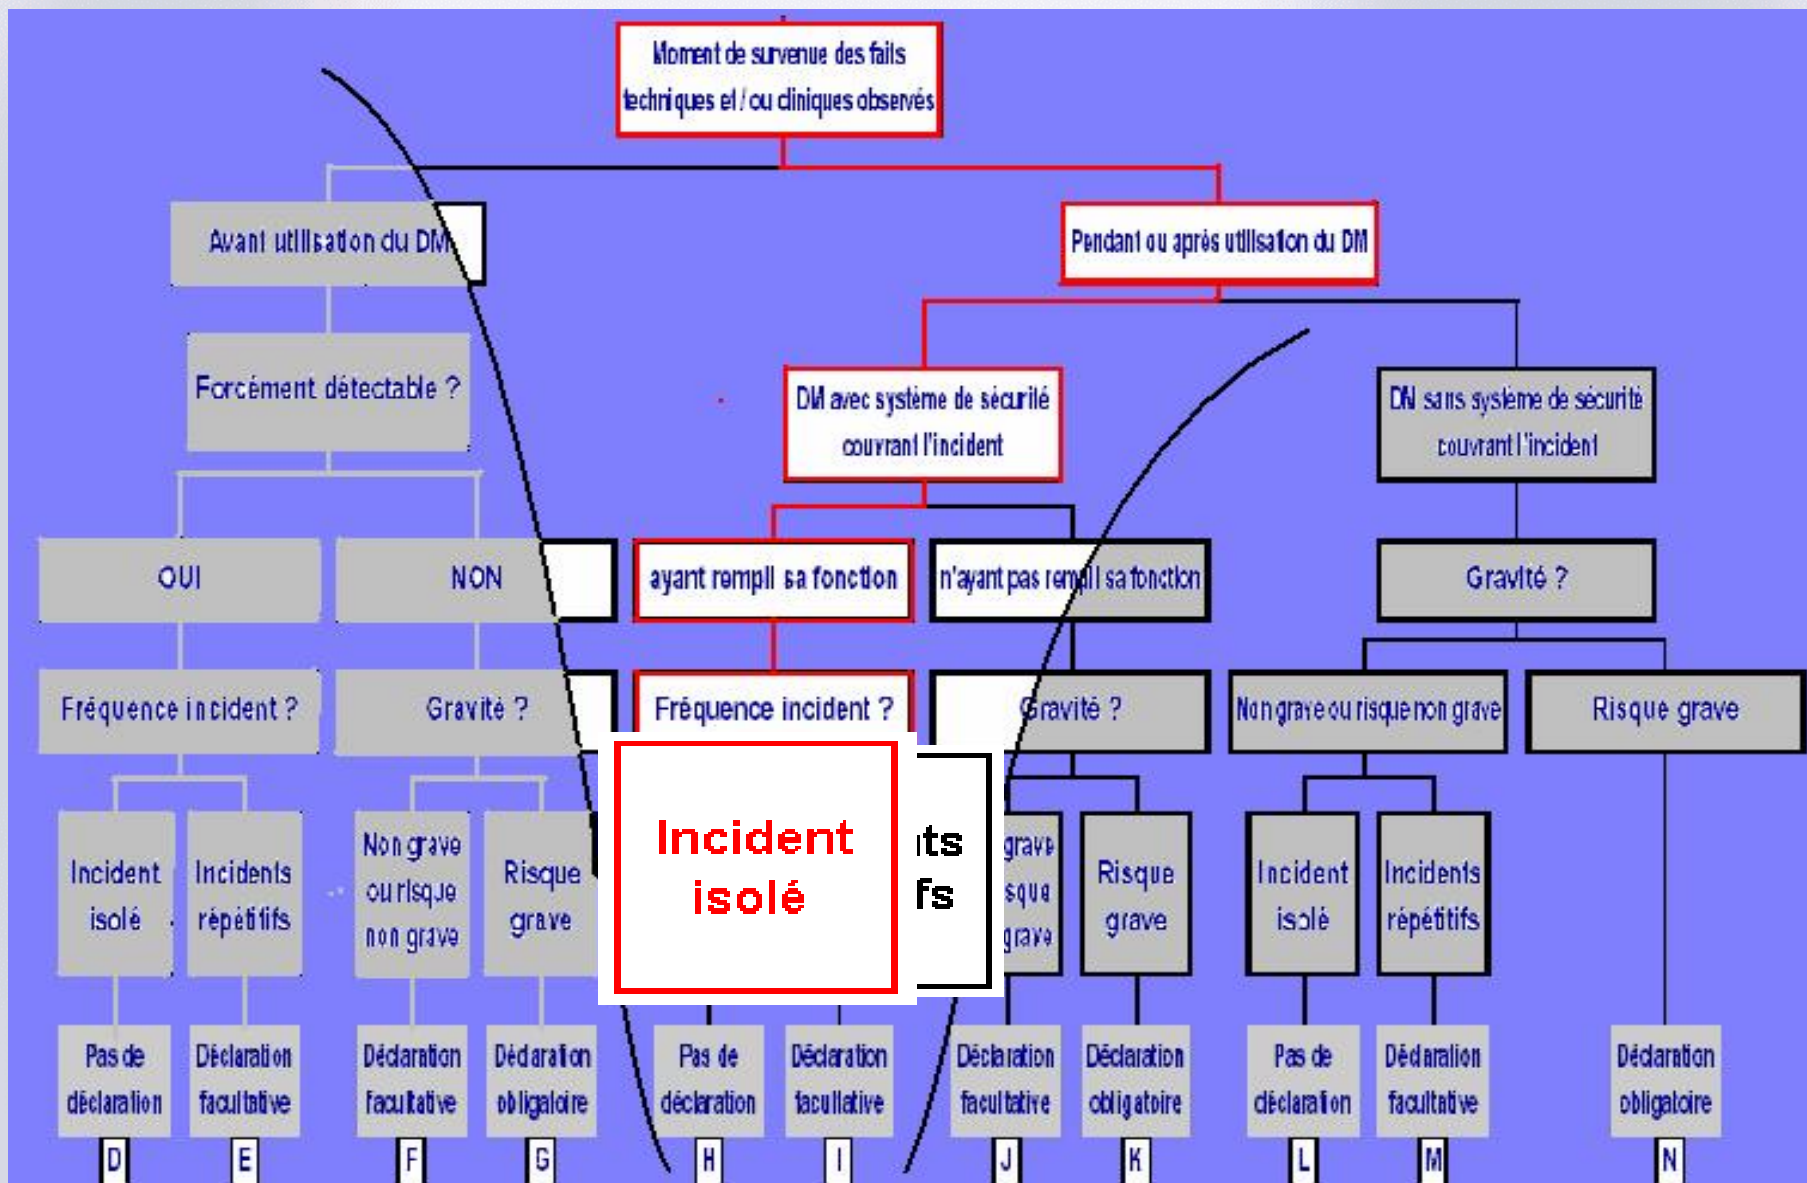 Moment de survenue des faits
techniques et / ou cliniques observés
Avant utilisation du DM
Pendant ou après utilisation du DM
Forcément détectable ?
DM avec système de sécurité
couvrant l'incident
DM sans système de sécurité
couvrant l'incident
OUI
NON
ayant rempli sa fonction
n'ayant pas rempli sa fonction
Gravité ?
Fréquence incident ?
Gravité ?
Fréquence incident ?
Gravité ?
Non grave ou risque non grave
Risque grave
Incident
isolé
Incidents
répétitifs
Non grave
ou risque
non grave
Risque
grave
Incident
isolé
ts
fs
grave
sque
grave
Risque
grave
Incident
isolé
Incidents
répétitifs
Pas de
déclaration
Déclaration
facultative
Déclaration
facultative
Déclaration
obligatoire
Pas de
déclaration
Déclaration
facultative
Déclaration
facultative
Déclaration
obligatoire
Pas de
déclaration
Déclaration
facultative
Déclaration
obligatoire
D
E
F
G
H
I
J
K
L
M
N